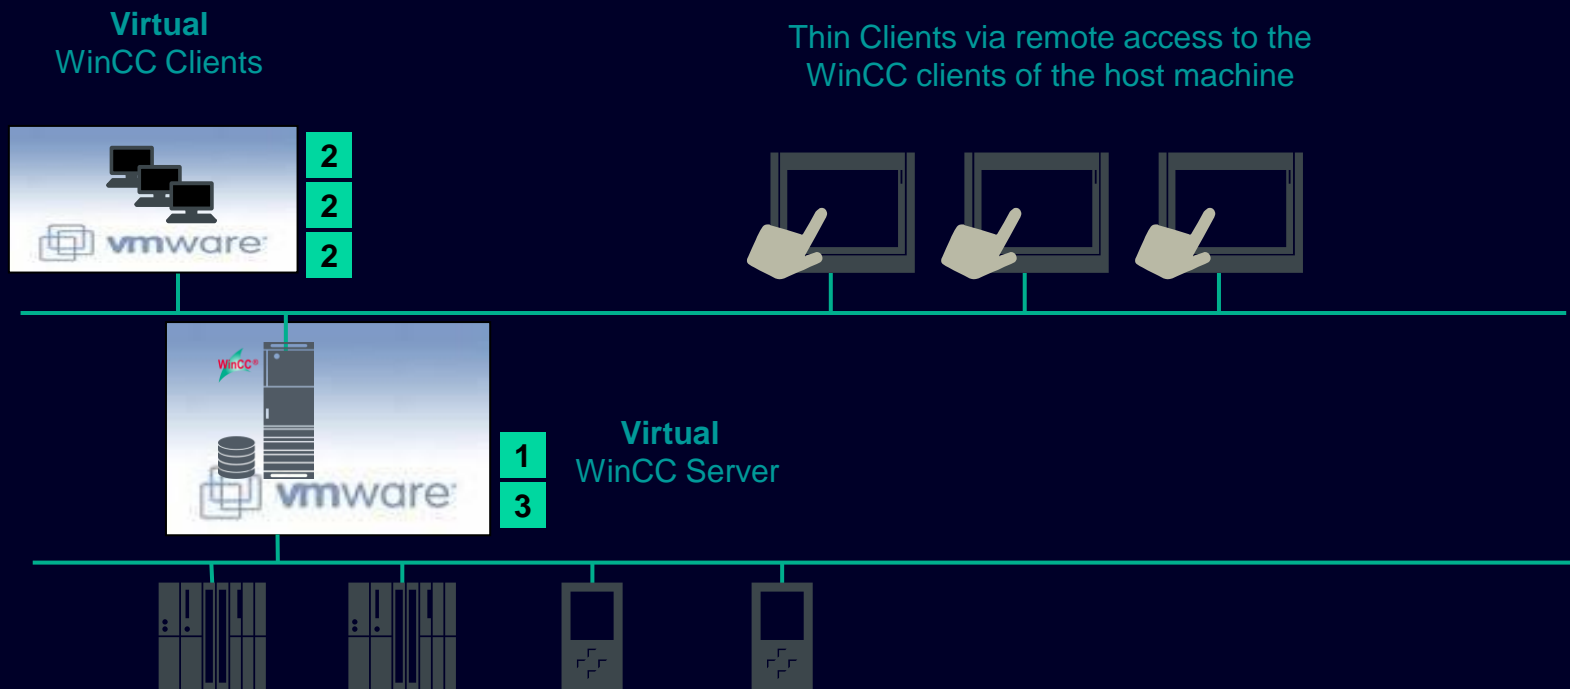 Virtual
WinCC Clients
Thin Clients via remote access to the
WinCC clients of the host machine
2
2
2
vmware
WinCC®
vmware
1
3
Virtual
WinCC Server